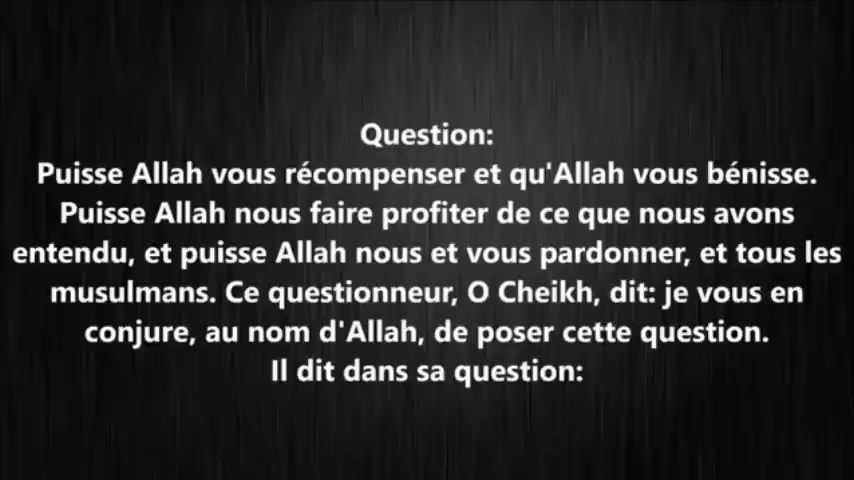 Question:
Puisse Allah vous récompenser et qu'Allah vous bénisse.
Puisse Allah nous faire profiter de ce que nous avons
entendu, et puisse Allah nous et vous pardonner, et tous les
musulmans. Ce questionneur, O Cheikh, dit: je vous en
conjure, au nom d'Allah, de poser cette question.
Il dit dans sa question: